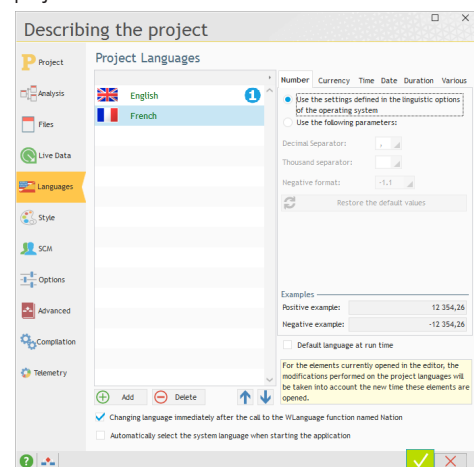 Describing the project
Project
Analysis
Files
Live Data
Languages
Style
SCM
Options
Advanced
Compilation
Telemetry
Project Languages
English
1
French
Add
Delete
Number Currency Time Date Duration Various
Use the settings defined in the linguistic options
of the operating system
Use the following parameters:
Decimal Separator: ,
Thousand separator:
Negative format: -1.1
Restore the default values
Examples
Positive example: 12 354,26
Negative example: -12 354,26
Default language at run time
For the elements currently opened in the editor, the
modifications performed on the project languages will
be taken into account the new time these elements are
opened.
Changing language immediately after the call to the WLanguage function named Nation
Automatically select the system language when starting the application
?